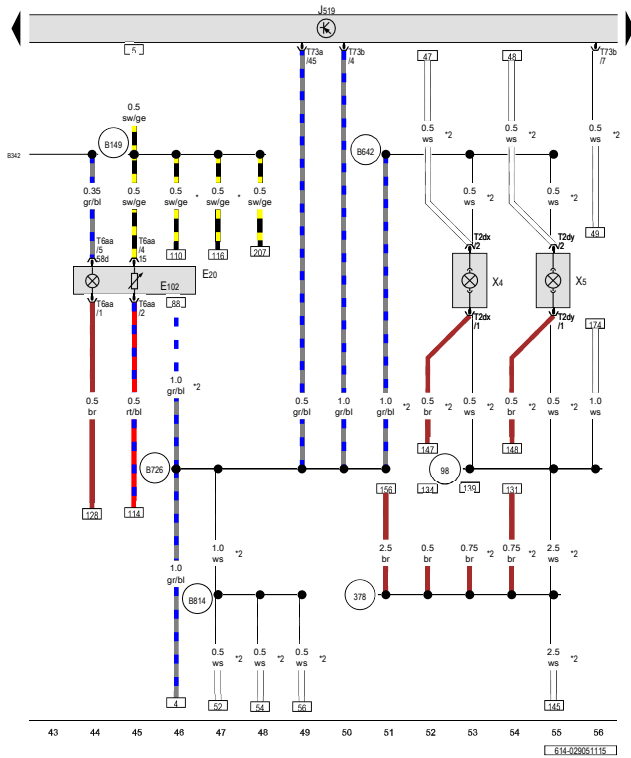 J519
5
T73a
/45
T73b
/4
47
48
T73b
/7
B342
B149
0.5
sw/ge
B642
0.5
ws *2
0.5
ws *2
0.5
ws *2
0.35
gr/bl
0.5
sw/ge
0.5
sw/ge *
0.5
sw/ge *
0.5
sw/ge
0.5
ws *2
0.5
ws *2
49
110
116
207
T6aa
/5
58d
T6aa
/4
15
E102
E20
T6aa
/1
T6aa
/2
88
T2dx
/2
X4
T2dx
/1
T2dy
/2
X5
T2dy
/1
174
0.5
br
0.5
rt/bl
1.0
gr/bl *2
0.5
gr/bl
1.0
gr/bl
1.0
gr/bl *2
0.5
br *2
0.5
ws *2
0.5
br *2
0.5
ws *2
1.0
ws
128
114
B726
147
98
148
156
139
131
1.0
gr/bl
1.0
ws *2
2.5
br
0.5
br *2
0.75
br *2
0.75
br *2
2.5
ws *2
B814
378
0.5
ws *2
0.5
ws *2
0.5
ws *2
2.5
ws *2
4
52
54
56
145
43 44 45 46 47 48 49 50 51 52 53 54 55 56
614-029051115